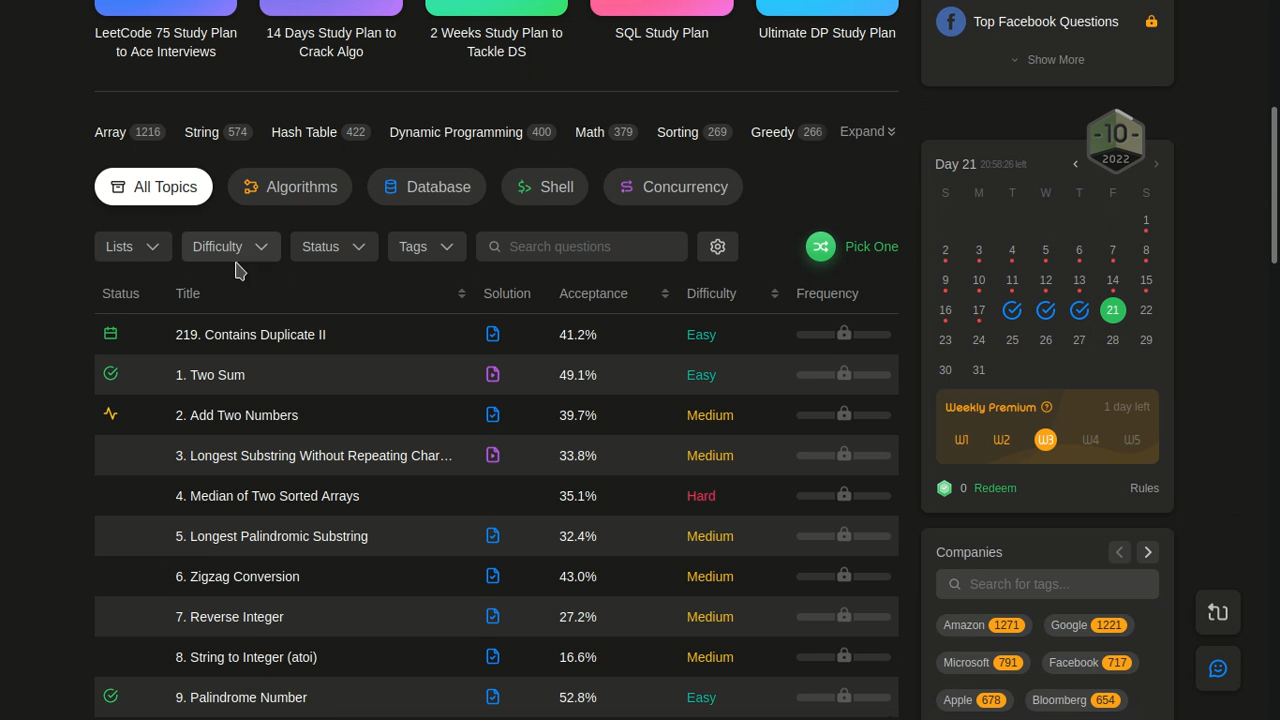 LeetCode 75 Study Plan to Ace Interviews
14 Days Study Plan to Crack Algo
2 Weeks Study Plan to Tackle DS
SQL Study Plan
Ultimate DP Study Plan
Array 1216 String 574 Hash Table 422 Dynamic Programming 400 Math 379 Sorting 269 Greedy 266 Expand
All Topics Algorithms Database Shell Concurrency
Lists Difficulty Status Tags Search questions Pick One
Status Title Solution Acceptance Difficulty Frequency
219. Contains Duplicate II 41.2% Easy
1. Two Sum 49.1% Easy
2. Add Two Numbers 39.7% Medium
3. Longest Substring Without Repeating Char... 33.8% Medium
4. Median of Two Sorted Arrays 35.1% Hard
5. Longest Palindromic Substring 32.4% Medium
6. Zigzag Conversion 43.0% Medium
7. Reverse Integer 27.2% Medium
8. String to Integer (atoi) 16.6% Medium
9. Palindrome Number 52.8% Easy
f Top Facebook Questions
Show More
-10-
2022
Day 21 20:58:26 left
S M T W T F S
1
2 3 4 5 6 7 8
9 10 11 12 13 14 15
16 17 21 22
23 24 25 26 27 28 29
30 31
Weekly Premium 1 day left
W1 W2 W3 W4 W5
0 Redeem Rules
Companies
Search for tags...
Amazon 1271 Google 1221
Microsoft 791 Facebook 717
Apple 678 Bloomberg 654